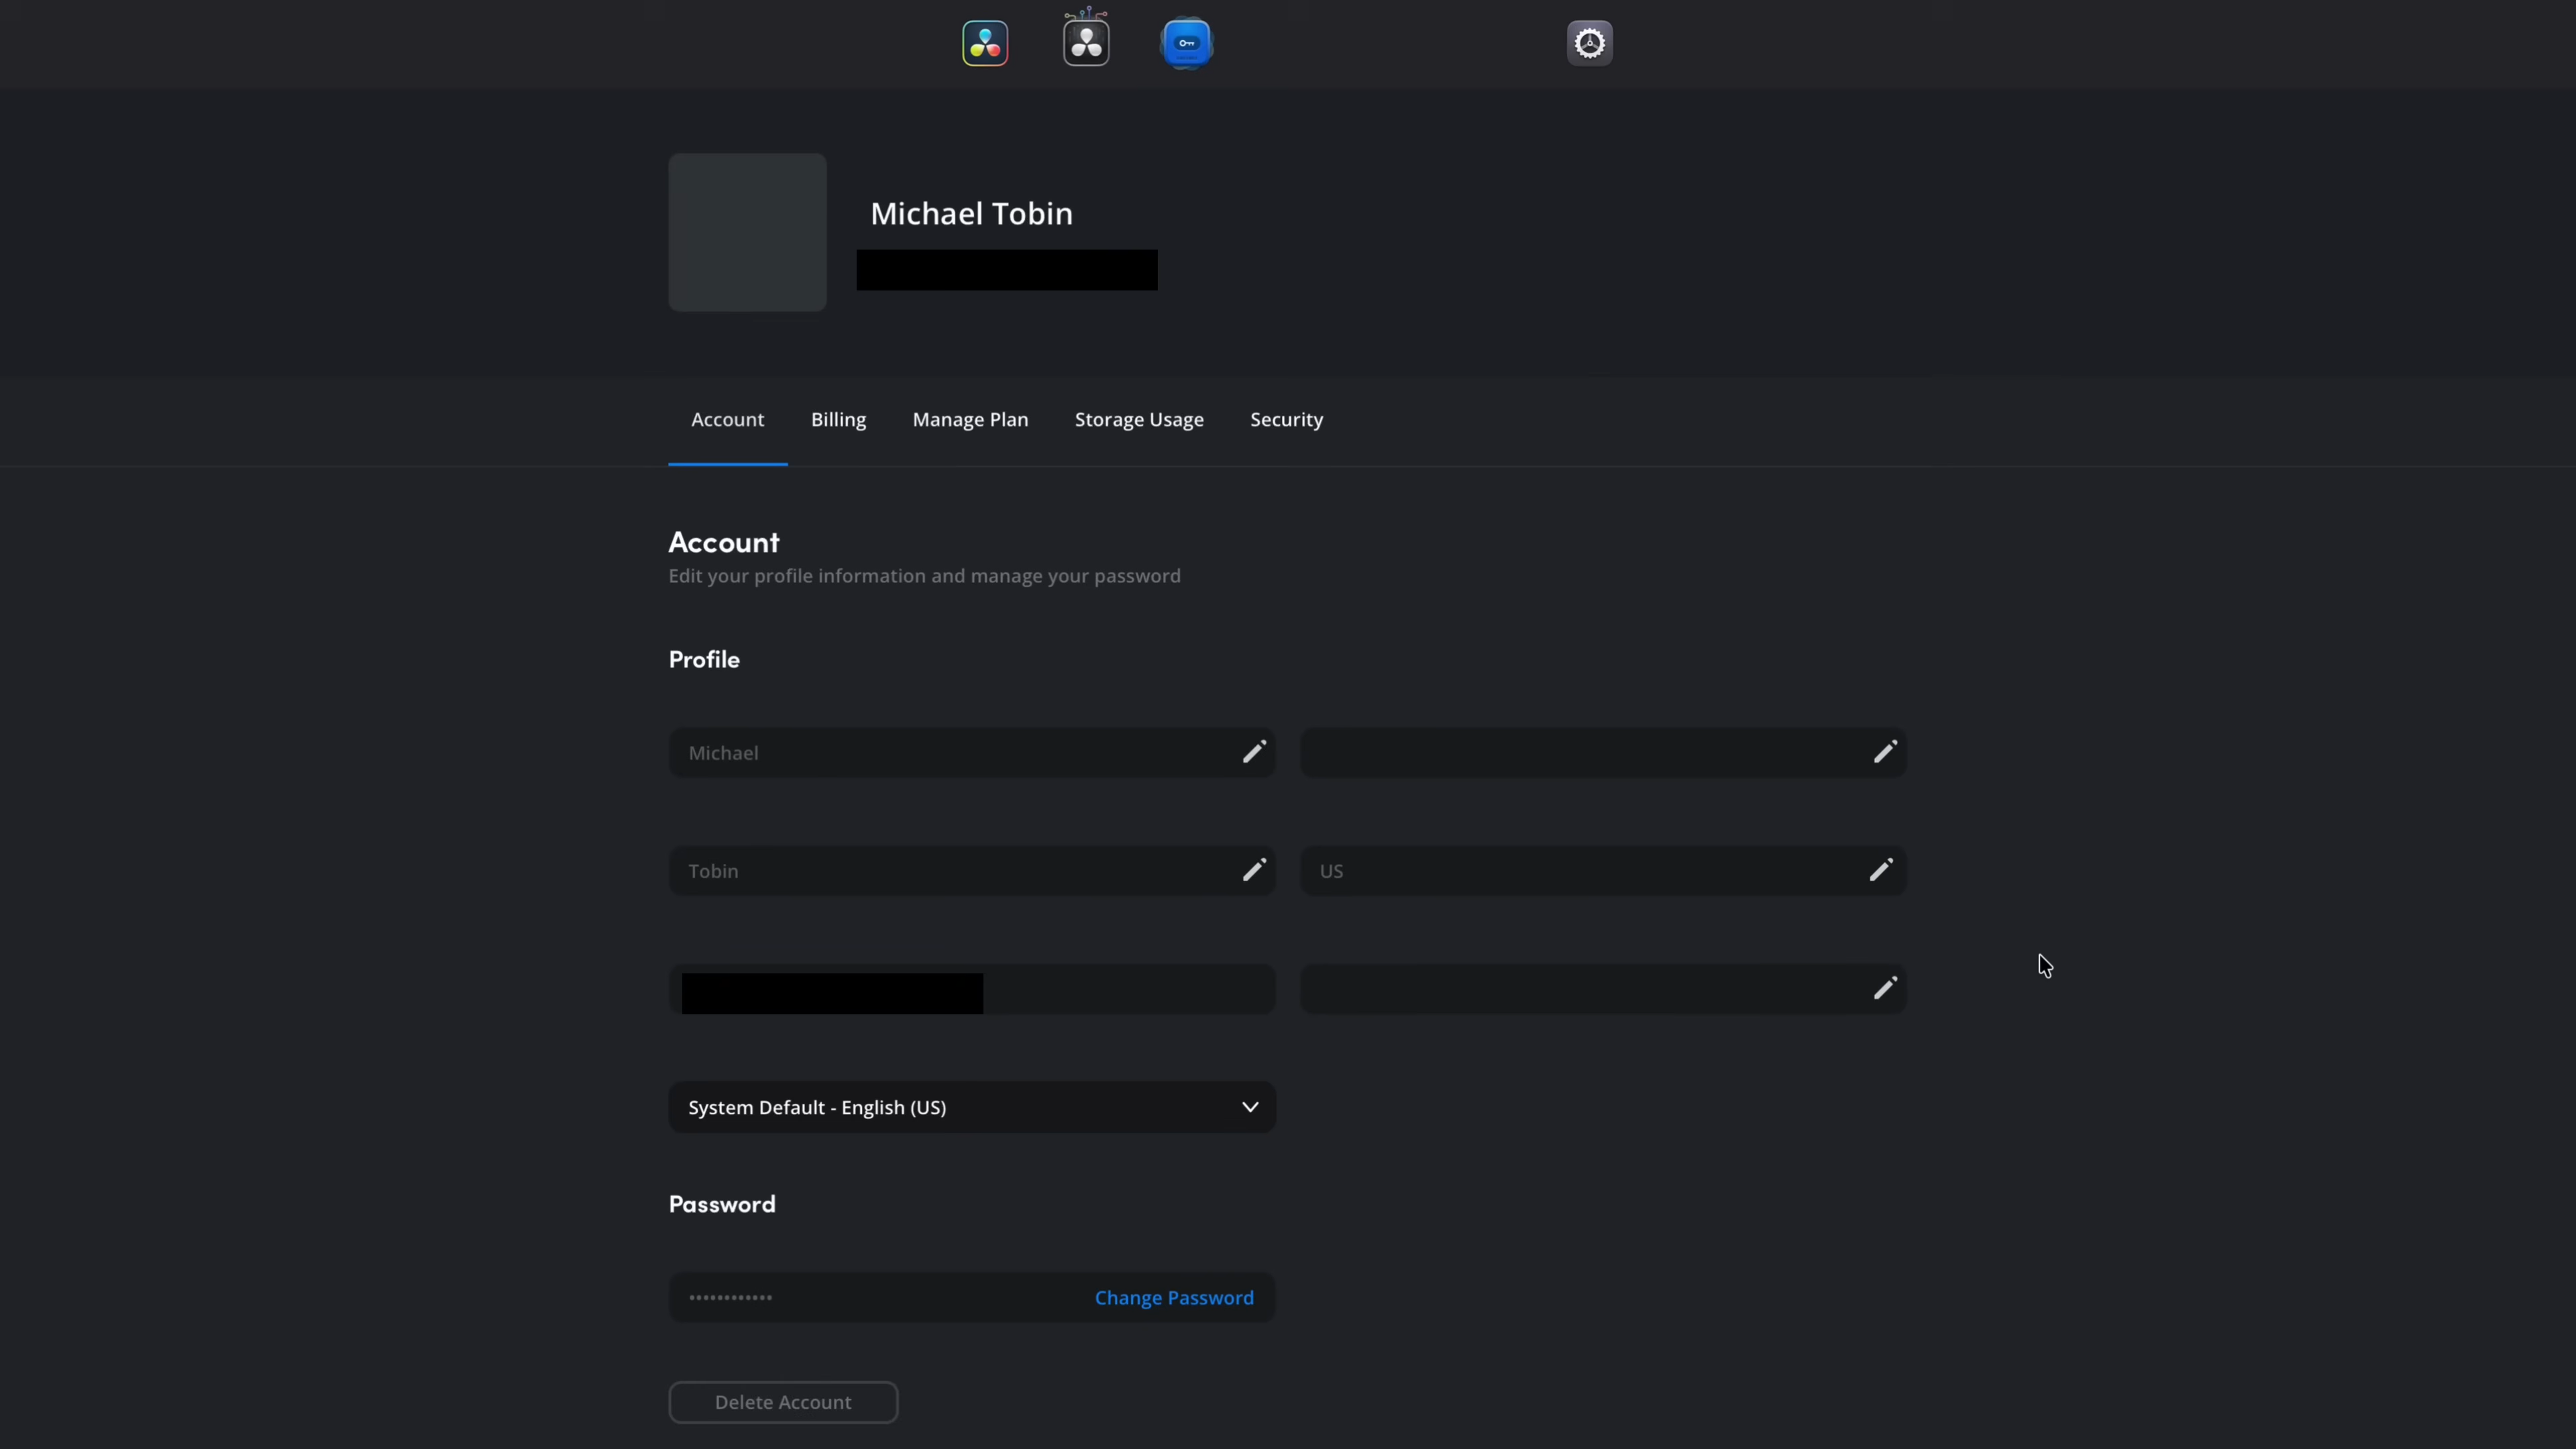 Michael Tobin
Account Billing Manage Plan Storage Usage Security
Account
Edit your profile information and manage your password
Profile
Michael
Tobin US
System Default - English (US)
Password
•••••••••••• Change Password
Delete Account